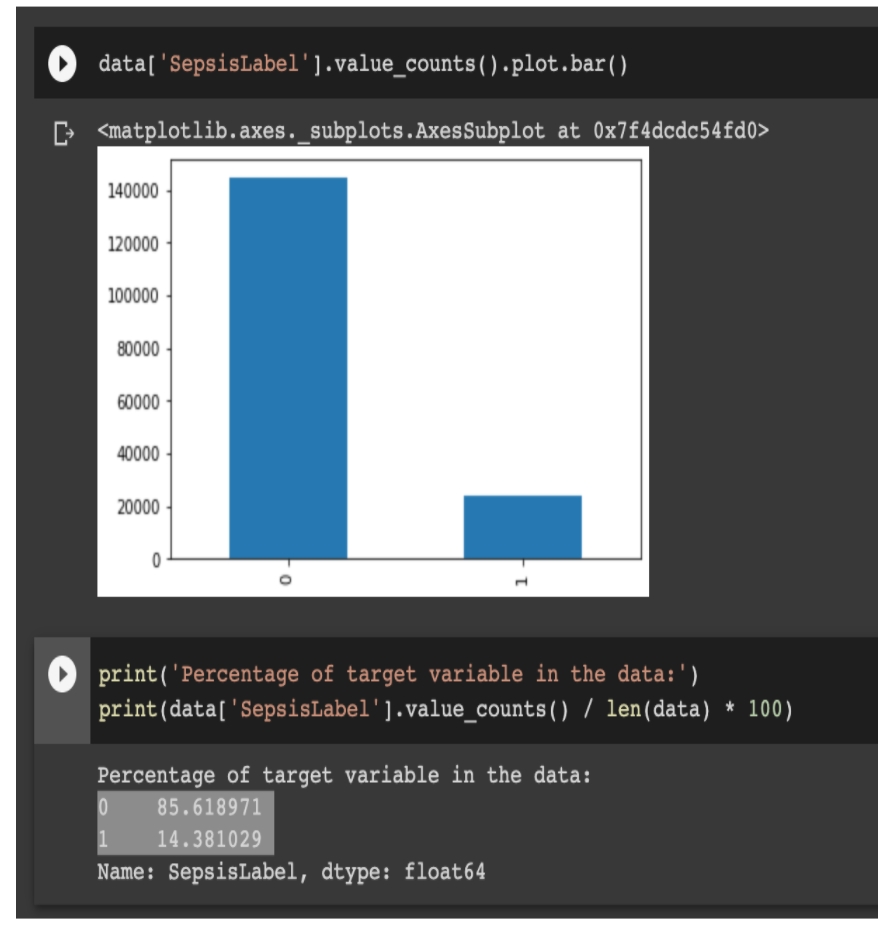 data['SepsisLabel'].value_counts().plot.bar()
<matplotlib.axes._subplots.AxesSubplot at 0x7f4dcdc54fd0>
140000
120000
100000
80000
60000
40000
20000
0
0 1
print('Percentage of target variable in the data:')
print(data['SepsisLabel'].value_counts() / len(data) * 100)
Percentage of target variable in the data:
0 85.618971
1 14.381029
Name: SepsisLabel, dtype: float64